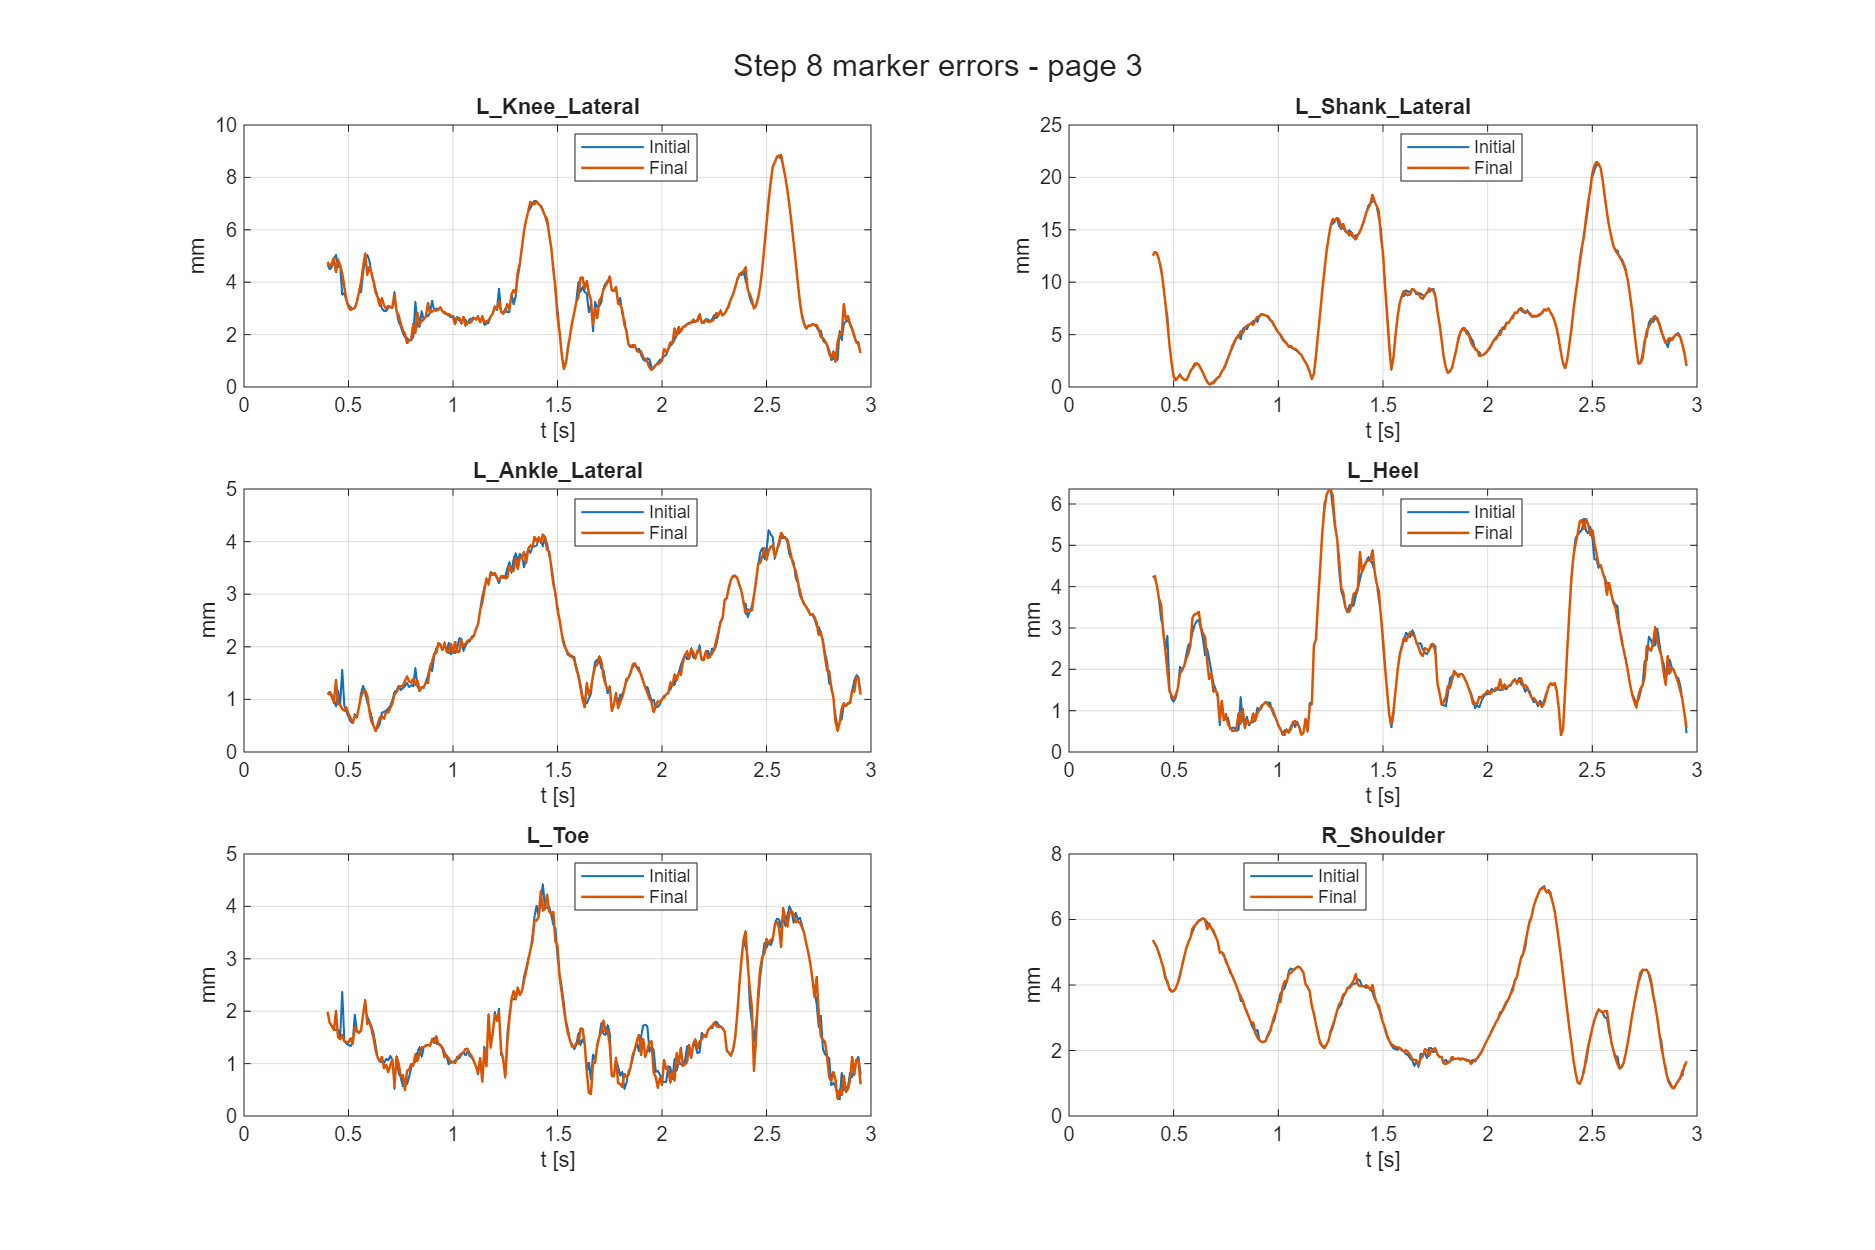 Step 8 marker errors - page 3
L_Knee_Lateral
10
8
6
4
2
0
mm
Initial
Final
0 0.5 1 1.5 2 2.5 3
t [s]
L_Shank_Lateral
25
20
15
10
5
0
mm
Initial
Final
0 0.5 1 1.5 2 2.5 3
t [s]
L_Ankle_Lateral
5
4
3
2
1
0
mm
Initial
Final
0 0.5 1 1.5 2 2.5 3
t [s]
L_Heel
6
5
4
3
2
1
0
mm
Initial
Final
0 0.5 1 1.5 2 2.5 3
t [s]
L_Toe
5
4
3
2
1
0
mm
Initial
Final
0 0.5 1 1.5 2 2.5 3
t [s]
R_Shoulder
8
6
4
2
0
mm
Initial
Final
0 0.5 1 1.5 2 2.5 3
t [s]